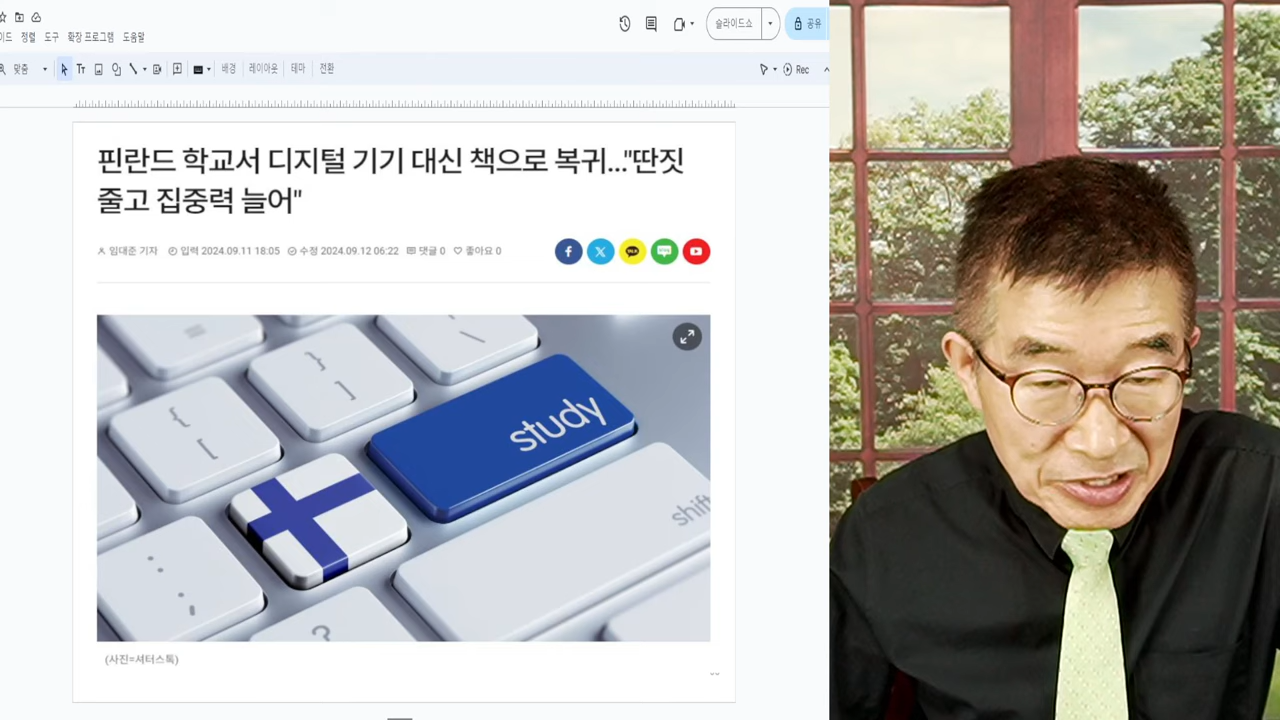 정렬 도구 확장 프로그램 도움말
슬라이드쇼
공유
맞춤
배경 레이아웃 테마 전환
Rec
핀란드 학교서 디지털 기기 대신 책으로 복귀..."딴짓
줄고 집중력 늘어"
임대준 기자 입력 2024.09.11 18:05 수정 2024.09.12 06:22 댓글 0 좋아요 0
study
shift
?
(사진=셔터스톡)